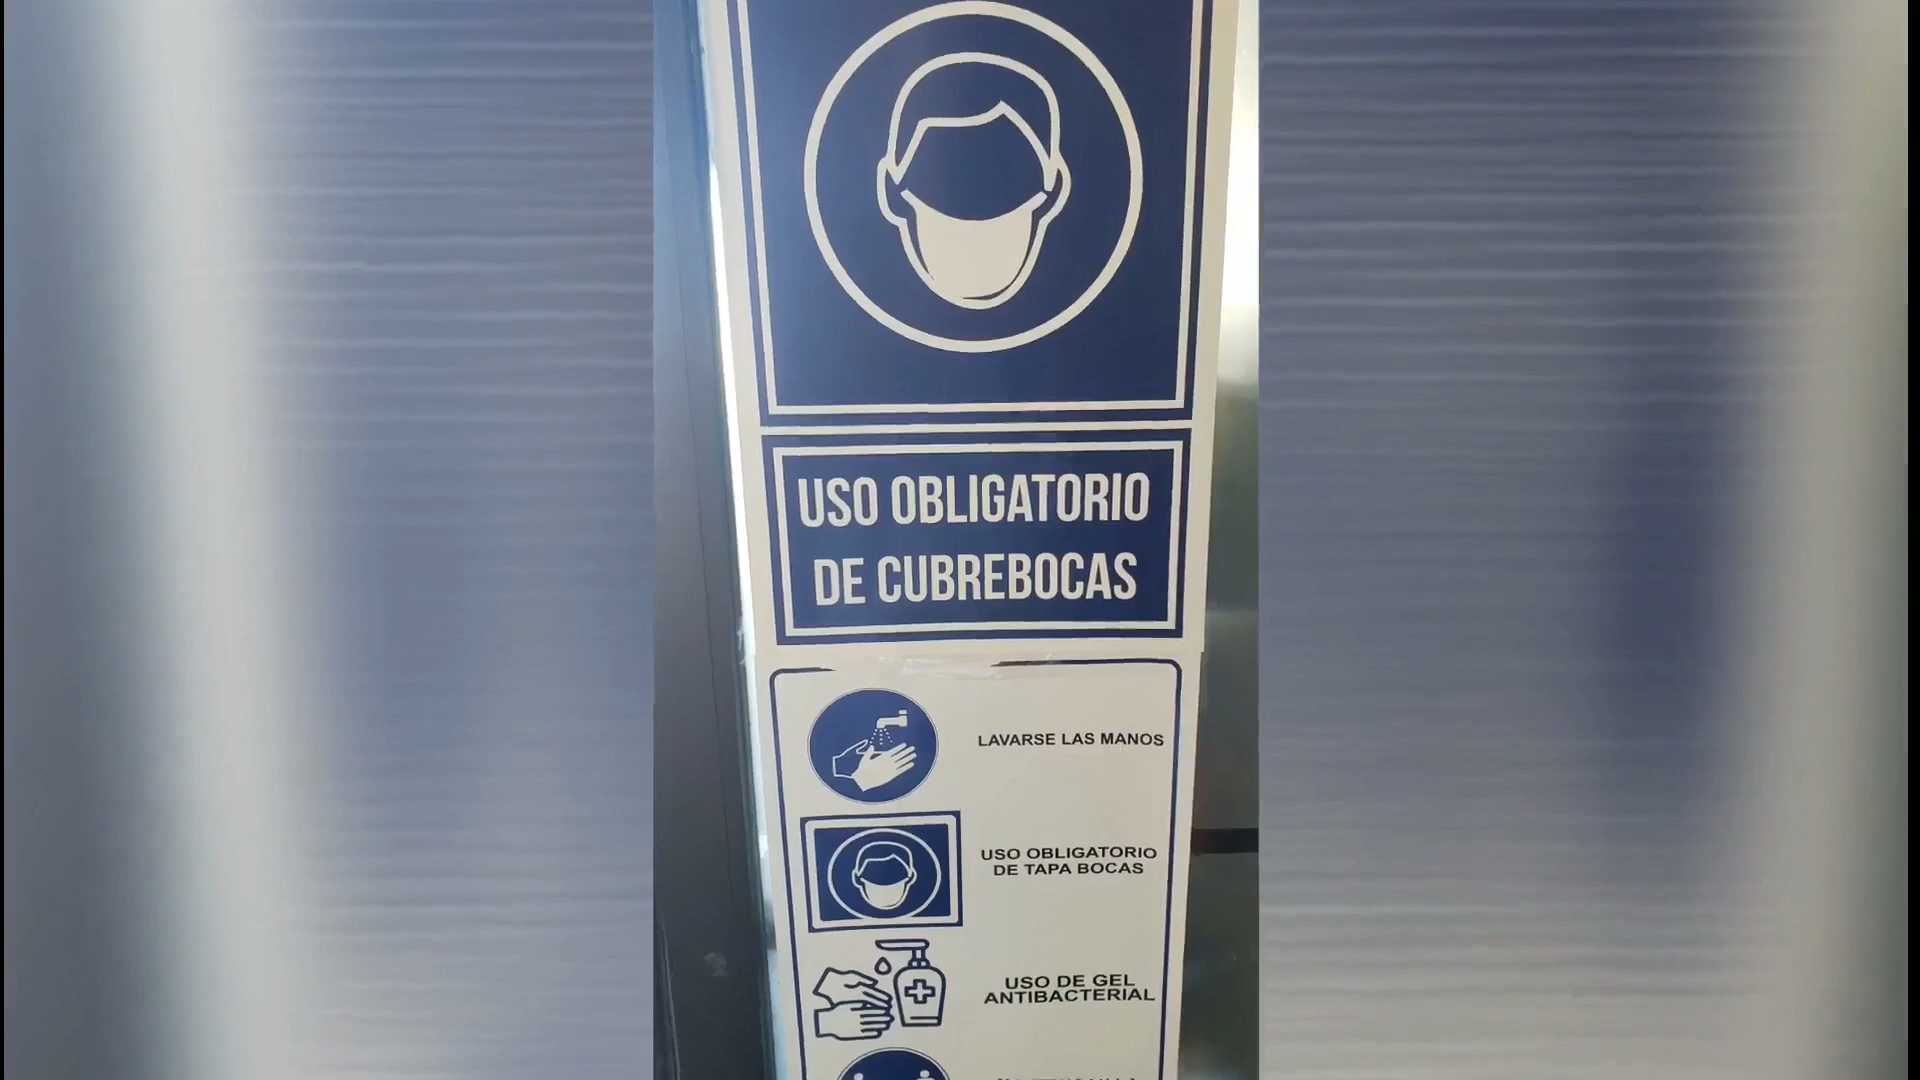 USO OBLIGATORIO
DE CUBREBOCAS
LAVARSE LAS MANOS
USO OBLIGATORIO
DE TAPA BOCAS
USO DE GEL
ANTIBACTERIAL